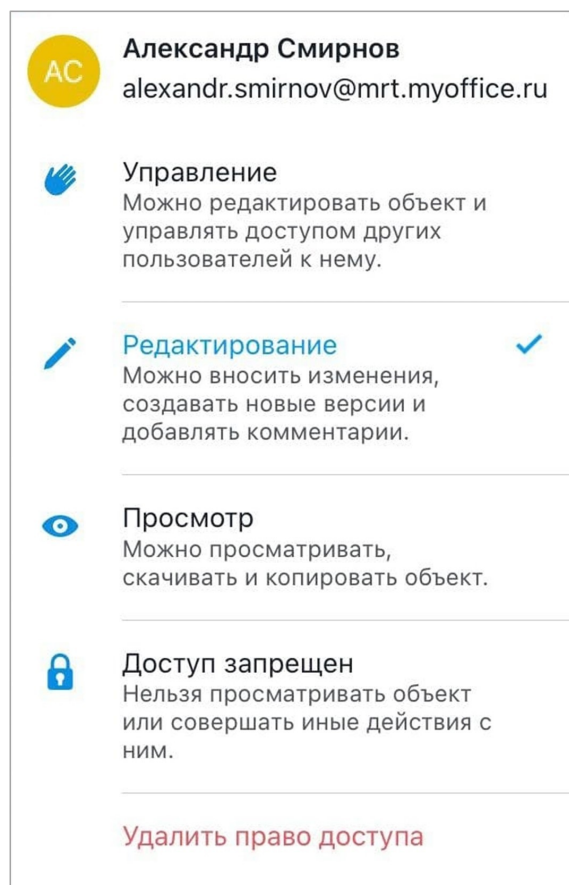 АС
Александр Смирнов
alexandr.smirnov@mrt.myoffice.ru
Управление
Можно редактировать объект и
управлять доступом других
пользователей к нему.
Редактирование
Можно вносить изменения,
создавать новые версии и
добавлять комментарии.
Просмотр
Можно просматривать,
скачивать и копировать объект.
Доступ запрещен
Нельзя просматривать объект
или совершать иные действия с
ним.
Удалить право доступа